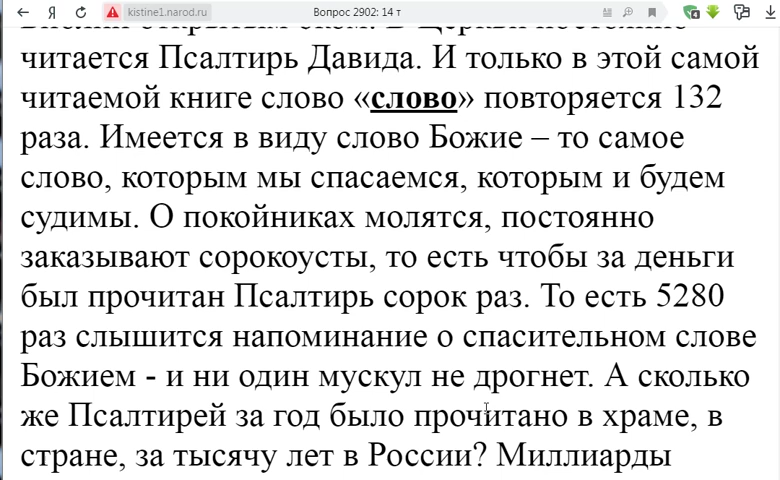 Я
kistine1.narod.ru
Вопрос 2902: 14 т
4
читается Псалтирь Давида. И только в этой самой
читаемой книге слово «слово» повторяется 132
раза. Имеется в виду слово Божие – то самое
слово, которым мы спасаемся, которым и будем
судимы. О покойниках молятся, постоянно
заказывают сорокоусты, то есть чтобы за деньги
был прочитан Псалтирь сорок раз. То есть 5280
раз слышится напоминание о спасительном слове
Божием - и ни один мускул не дрогнет. А сколько
же Псалтирей за год было прочитано в храме, в
стране, за тысячу лет в России? Миллиарды